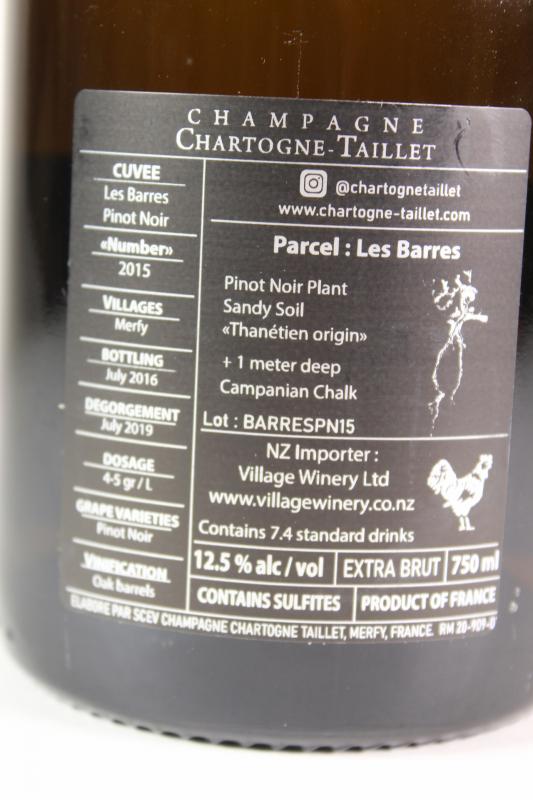 CHAMPAGNE
CHARTOGNE-TAILLET
CUVEE
Les Barres
Pinot Noir
«Number»
2015
VILLAGES
Merfy
BOTTLING
July 2016
DEGORGEMENT
July 2019
DOSAGE
4-5 gr / L
GRAPE VARIETIES
Pinot Noir
VINIFICATION
Oak barrels
@chartognetaillet
www.chartogne-taillet.com
Parcel : Les Barres
Pinot Noir Plant
Sandy Soil
«Thanétien origin»
+ 1 meter deep
Campanian Chalk
Lot : BARRESPN15
NZ Importer :
Village Winery Ltd
www.villagewinery.co.nz
Contains 7.4 standard drinks
12.5 % alc / vol EXTRA BRUT 750 ml
CONTAINS SULFITES PRODUCT OF FRANCE
ELABORE PAR SCEV CHAMPAGNE CHARTOGNE TAILLET, MERFY, FRANCE RM